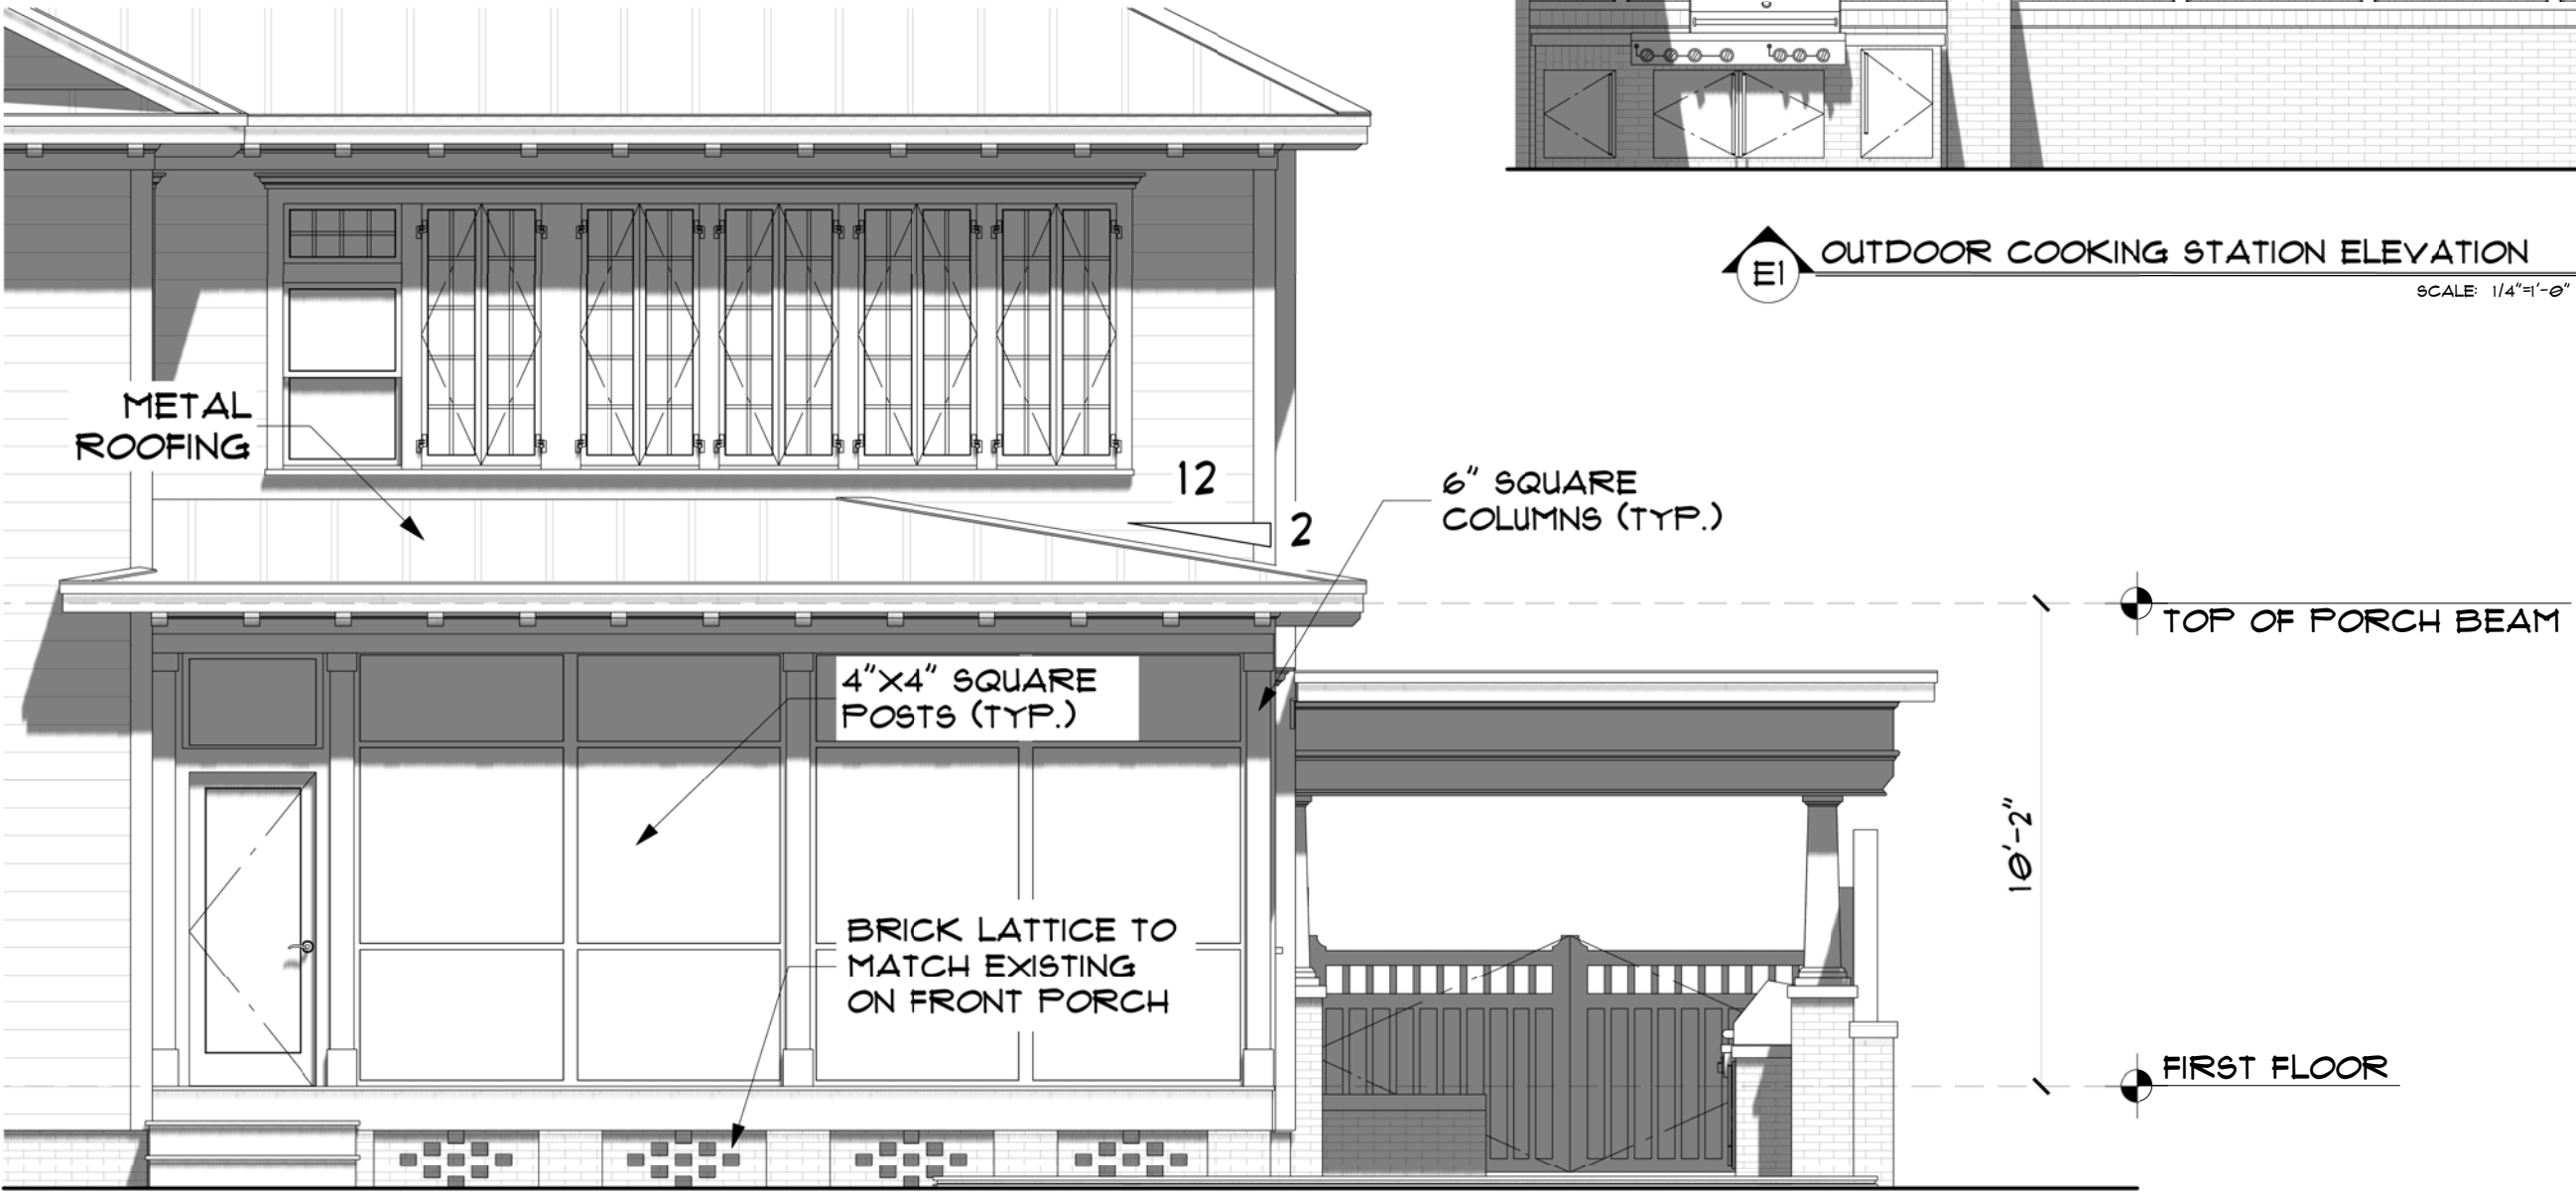 E1
OUTDOOR COOKING STATION ELEVATION
SCALE: 1/4"=1'-0"
METAL
ROOFING
12
2
6" SQUARE
COLUMNS (TYP.)
TOP OF PORCH BEAM
4"X4" SQUARE
POSTS (TYP.)
10'-2"
BRICK LATTICE TO
MATCH EXISTING
ON FRONT PORCH
FIRST FLOOR